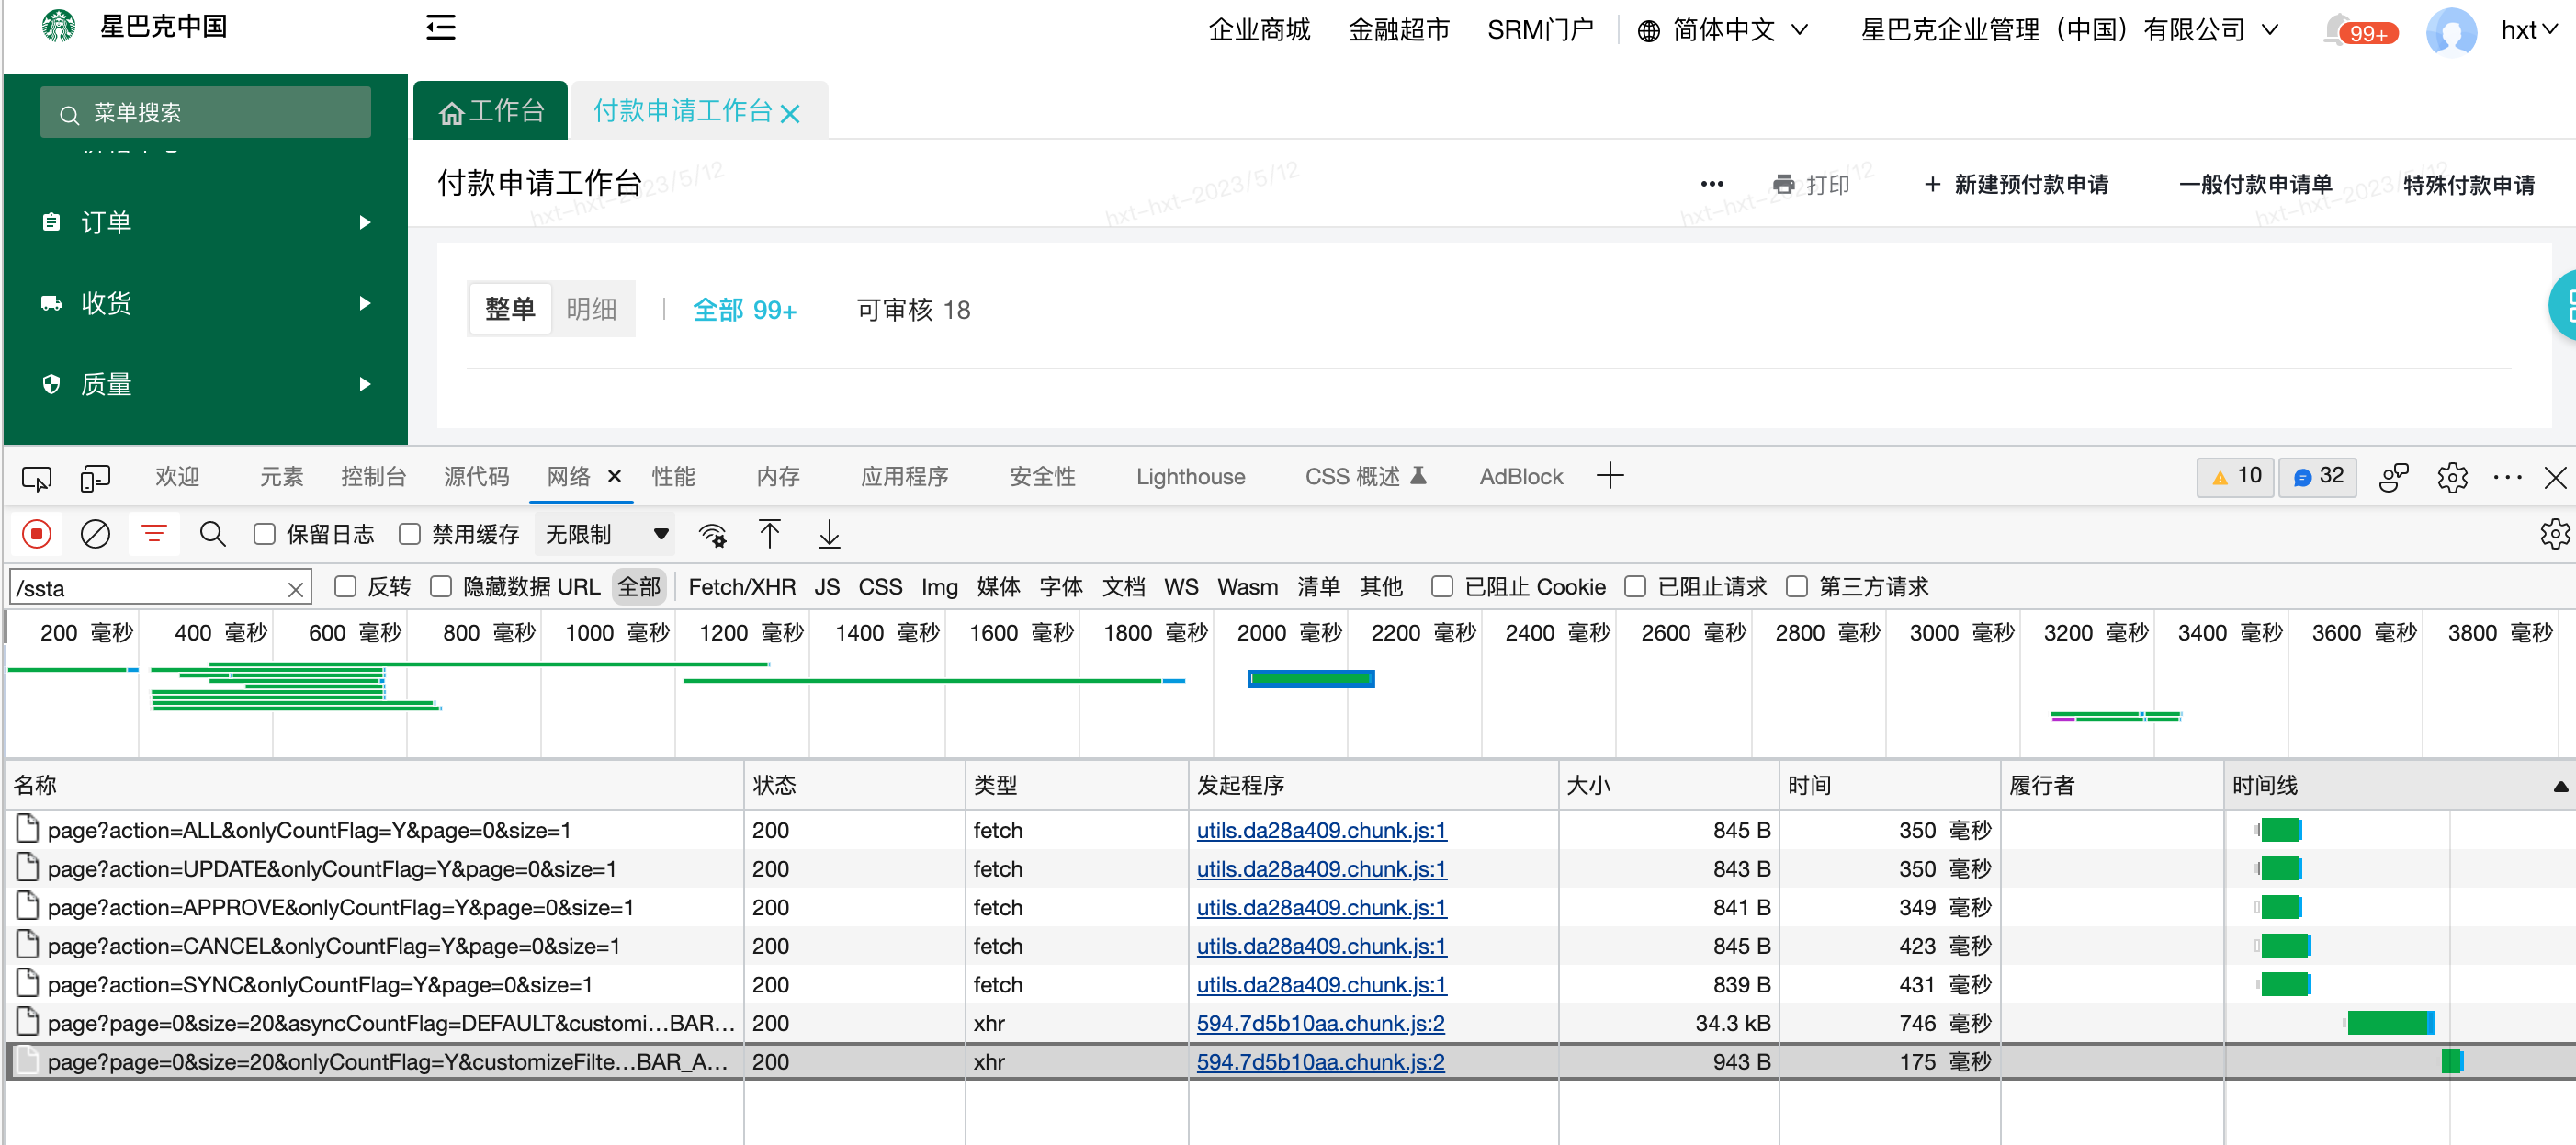 星巴克中国
企业商城 金融超市 SRM门户 简体中文 星巴克企业管理（中国）有限公司 99+ hxt
菜单搜索
工作台 付款申请工作台
付款申请工作台 ••• 打印 + 新建预付款申请 一般付款申请单 特殊付款申请
hxt-hxt-2023/5/12 hxt-hxt-2023/5/12 hxt-hxt-2023/5/12 hxt-hxt-2023/5/12
订单
收货
质量
整单 明细 全部 99+ 可审核 18
欢迎 元素 控制台 源代码 网络 性能 内存 应用程序 安全性 Lighthouse CSS 概述 AdBlock 10 32
保留日志 禁用缓存 无限制
/ssta 反转 隐藏数据 URL 全部 Fetch/XHR JS CSS Img 媒体 字体 文档 WS Wasm 清单 其他 已阻止 Cookie 已阻止请求 第三方请求
200 毫秒 400 毫秒 600 毫秒 800 毫秒 1000 毫秒 1200 毫秒 1400 毫秒 1600 毫秒 1800 毫秒 2000 毫秒 2200 毫秒 2400 毫秒 2600 毫秒 2800 毫秒 3000 毫秒 3200 毫秒 3400 毫秒 3600 毫秒 3800 毫秒
名称 状态 类型 发起程序 大小 时间 履行者 时间线
page?action=ALL&onlyCountFlag=Y&page=0&size=1 200 fetch utils.da28a409.chunk.js:1 845 B 350 毫秒
page?action=UPDATE&onlyCountFlag=Y&page=0&size=1 200 fetch utils.da28a409.chunk.js:1 843 B 350 毫秒
page?action=APPROVE&onlyCountFlag=Y&page=0&size=1 200 fetch utils.da28a409.chunk.js:1 841 B 349 毫秒
page?action=CANCEL&onlyCountFlag=Y&page=0&size=1 200 fetch utils.da28a409.chunk.js:1 845 B 423 毫秒
page?action=SYNC&onlyCountFlag=Y&page=0&size=1 200 fetch utils.da28a409.chunk.js:1 839 B 431 毫秒
page?page=0&size=20&asyncCountFlag=DEFAULT&customi…BAR… 200 xhr 594.7d5b10aa.chunk.js:2 34.3 kB 746 毫秒
page?page=0&size=20&onlyCountFlag=Y&customizeFilte…BAR_A… 200 xhr 594.7d5b10aa.chunk.js:2 943 B 175 毫秒